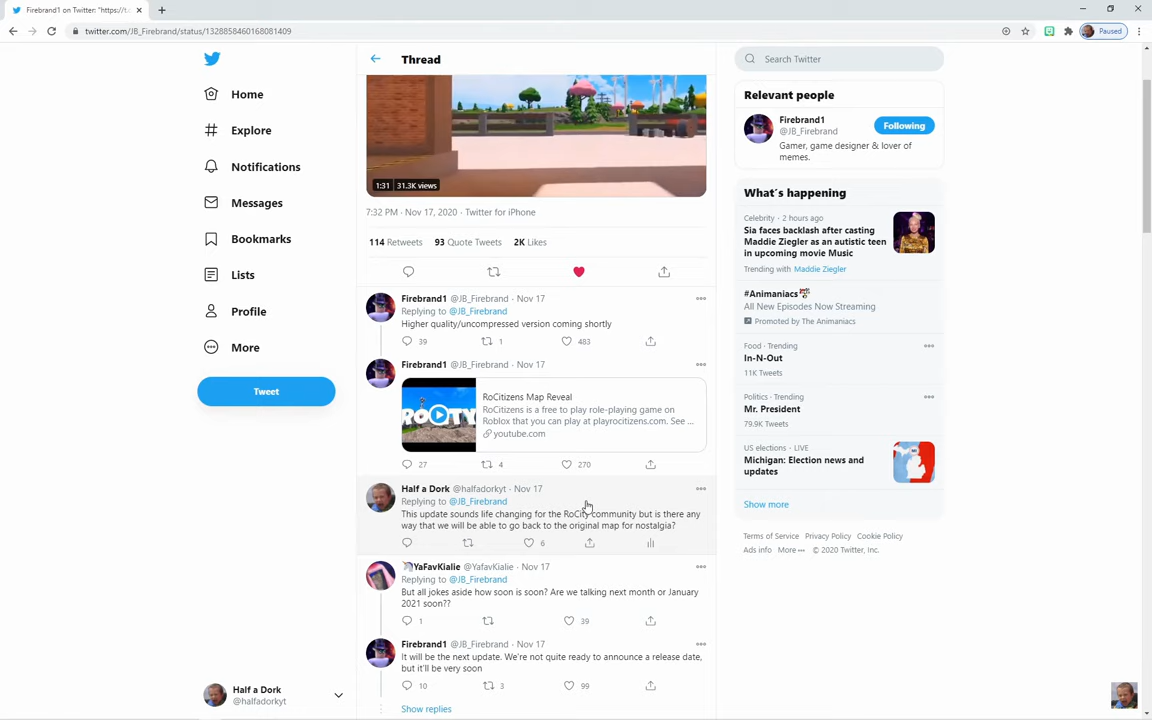 Firebrand1 on Twitter: "https://t.
twitter.com/JB_Firebrand/status/1328858460168081409
Paused
Home
Explore
Notifications
Messages
Bookmarks
Lists
Profile
More
Tweet
Half a Dork
@halfadorkyt
Thread
1:31 31.3K views
7:32 PM · Nov 17, 2020 · Twitter for iPhone
114 Retweets 93 Quote Tweets 2K Likes
Firebrand1 @JB_Firebrand · Nov 17
Replying to @JB_Firebrand
Higher quality/uncompressed version coming shortly
39 1 483
Firebrand1 @JB_Firebrand · Nov 17
ROCITY
RoCitizens Map Reveal
RoCitizens is a free to play role-playing game on
Roblox that you can play at playrocitizens.com. See ...
youtube.com
27 4 270
Half a Dork @halfadorkyt · Nov 17
Replying to @JB_Firebrand
This update sounds life changing for the RoCity community but is there any
way that we will be able to go back to the original map for nostalgia?
6
YaFavKialie @YafavKialie · Nov 17
Replying to @JB_Firebrand
But all jokes aside how soon is soon? Are we talking next month or January
2021 soon??
1 39
Firebrand1 @JB_Firebrand · Nov 17
It will be the next update. We're not quite ready to announce a release date,
but it'll be very soon
10 3 99
Show replies
Search Twitter
Relevant people
Firebrand1
@JB_Firebrand
Following
Gamer, game designer & lover of
memes.
What's happening
Celebrity · 2 hours ago
Sia faces backlash after casting
Maddie Ziegler as an autistic teen
in upcoming movie Music
Trending with Maddie Ziegler
#Animaniacs
All New Episodes Now Streaming
Promoted by The Animaniacs
Food · Trending
In-N-Out
11K Tweets
Politics · Trending
Mr. President
79.9K Tweets
US elections · LIVE
Michigan: Election news and
updates
Show more
Terms of Service Privacy Policy Cookie Policy
Ads info More © 2020 Twitter, Inc.